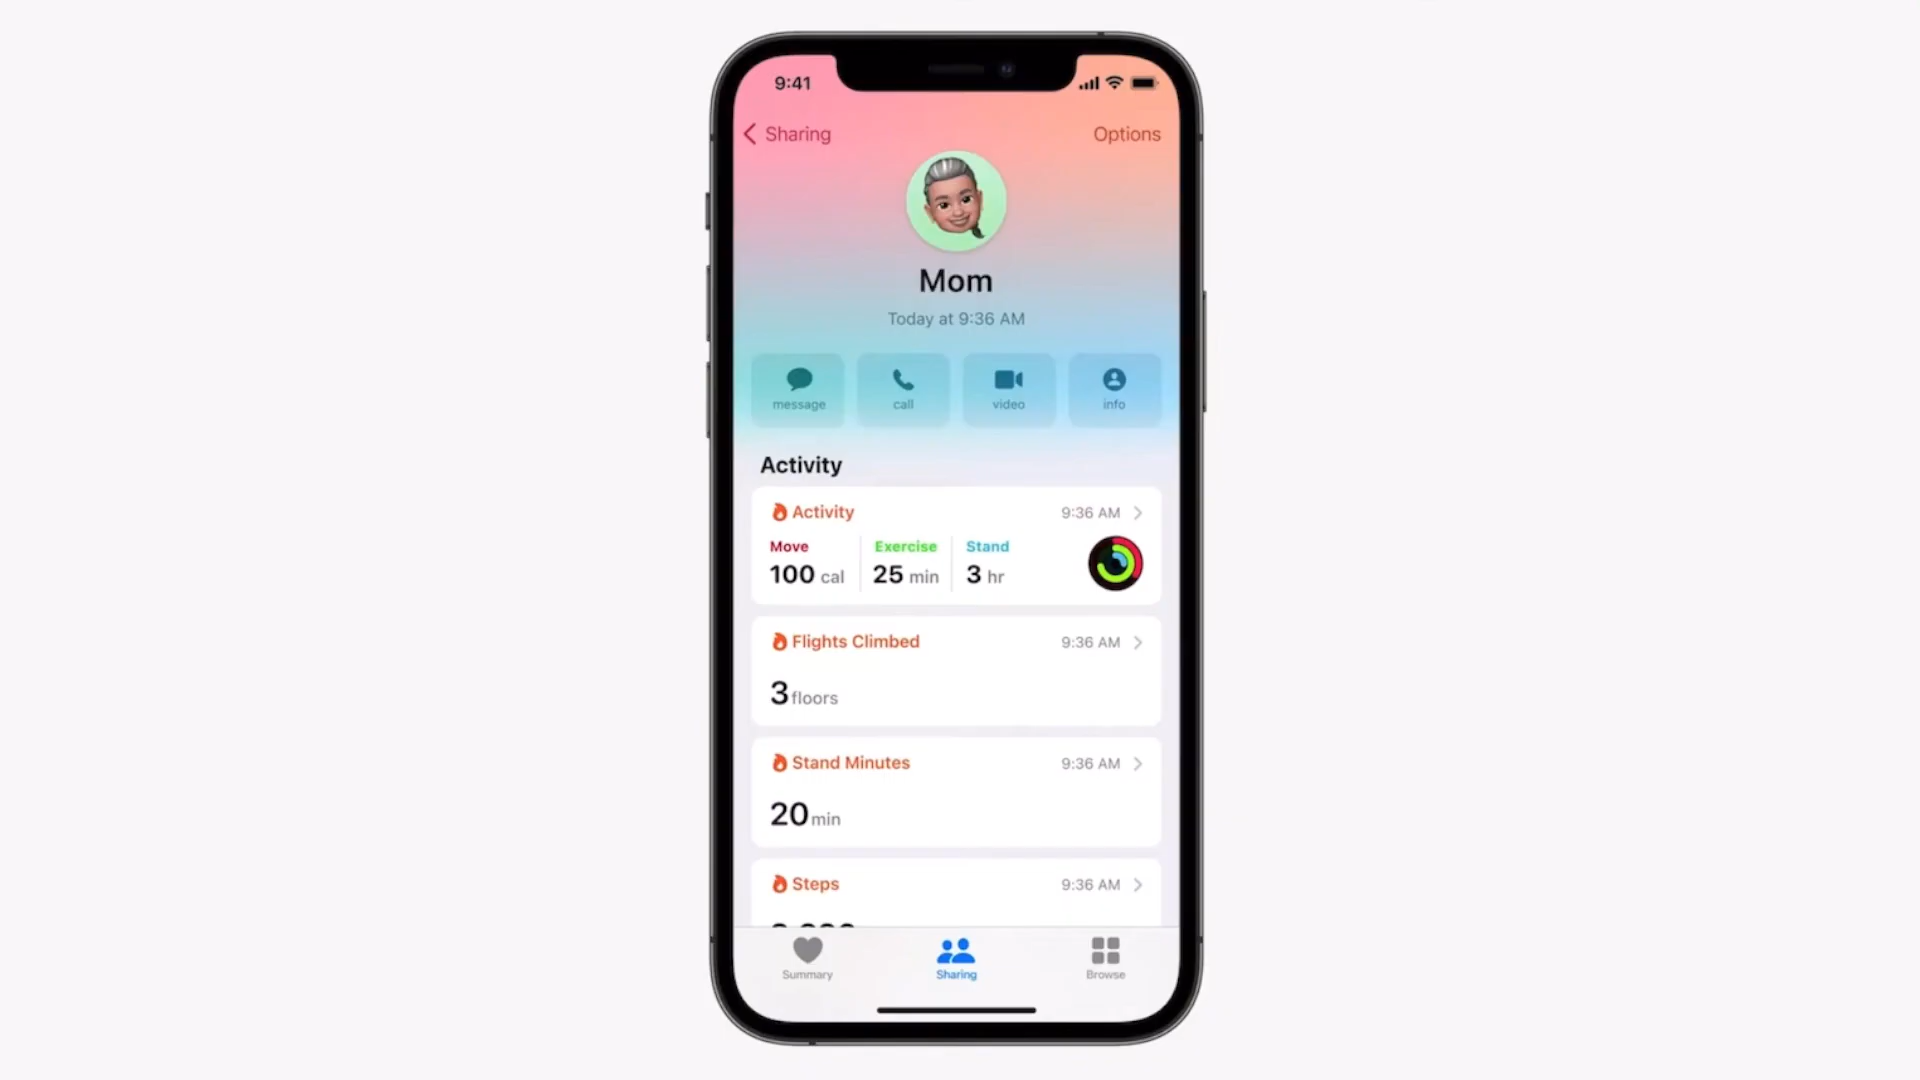 9:41
Sharing
Options
Mom
Today at 9:36 AM
message call video info
Activity
Activity 9:36 AM
Move Exercise Stand
100 cal 25 min 3 hr
Flights Climbed 9:36 AM
3 floors
Stand Minutes 9:36 AM
20 min
Steps 9:36 AM
Summary Sharing Browse